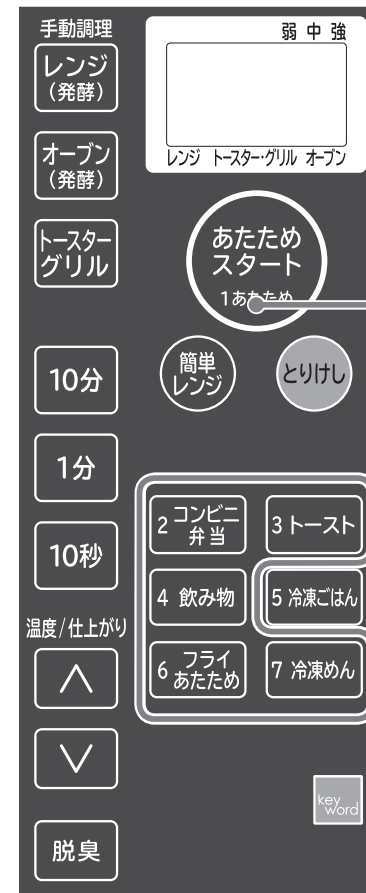 手動調理
弱 中 強
レンジ
(発酵)
レンジ トースター・グリル オーブン
オーブン
(発酵)
トースター
グリル
あたため
スタート
1あたため
10分
簡単
レンジ
とりけし
1分
10秒
2 コンビニ
弁当
3 トースト
4 飲み物
5 冷凍ごはん
6 フライ
あたため
7 冷凍めん
温度/仕上がり
脱臭
key
word